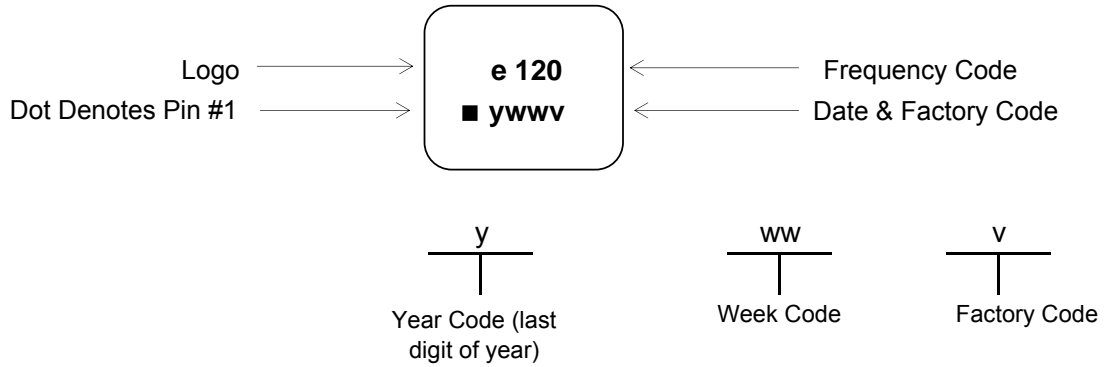 Logo
e 120
Frequency Code
Dot Denotes Pin #1
■ ywwv
Date & Factory Code
y
ww
v
Year Code (last
digit of year)
Week Code
Factory Code